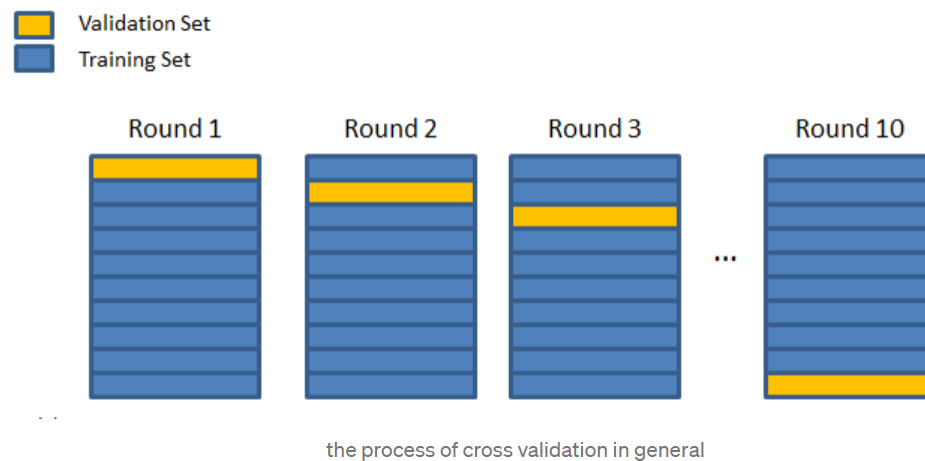 Validation Set
Training Set
Round 1 Round 2 Round 3 Round 10
...
the process of cross validation in general